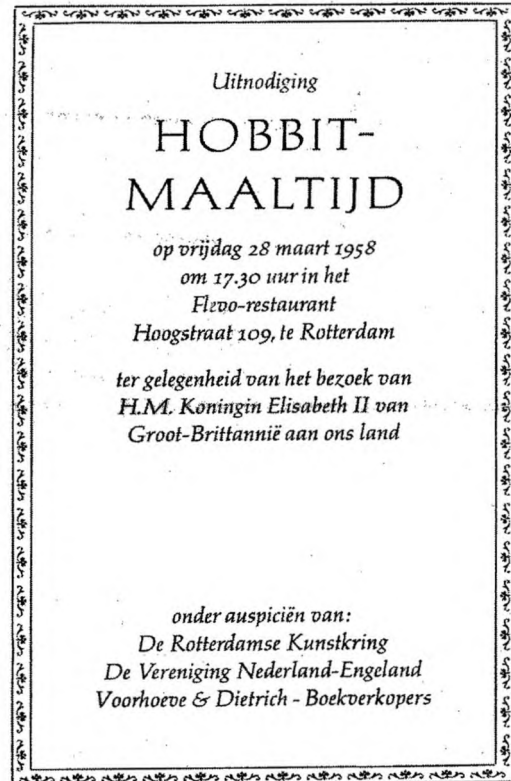 Uitnodiging
HOBBIT-
MAALTIJD
op vrijdag 28 maart 1958
om 17.30 uur in het
Flevo-restaurant
Hoogstraat 109, te Rotterdam
ter gelegenheid van het bezoek van
H.M. Koningin Elisabeth II van
Groot-Brittannië aan ons land
onder auspiciën van:
De Rotterdamse Kunstkring
De Vereniging Nederland-Engeland
Voorhoeve & Dietrich - Boekverkopers